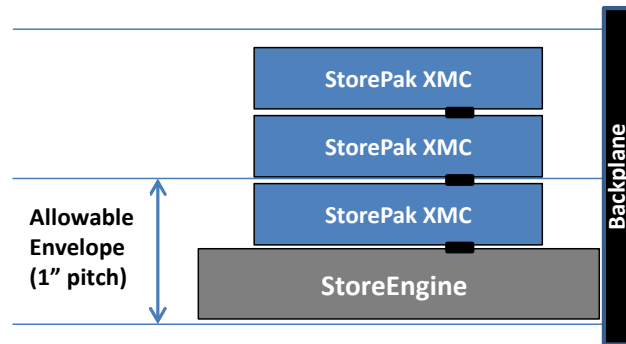 StorePak XMC
StorePak XMC
StorePak XMC
Allowable
Envelope
(1” pitch)
StoreEngine
Backplane